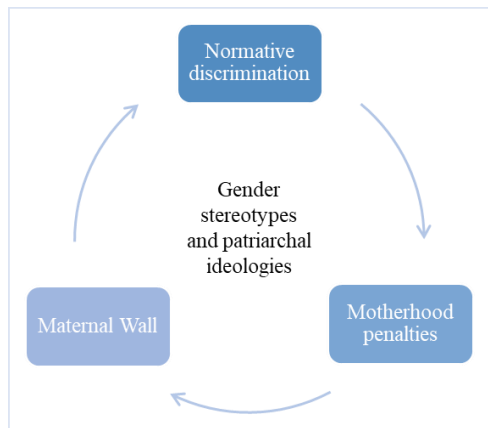 Normative
discrimination
Gender
stereotypes
and patriarchal
ideologies
Maternal Wall
Motherhood
penalties